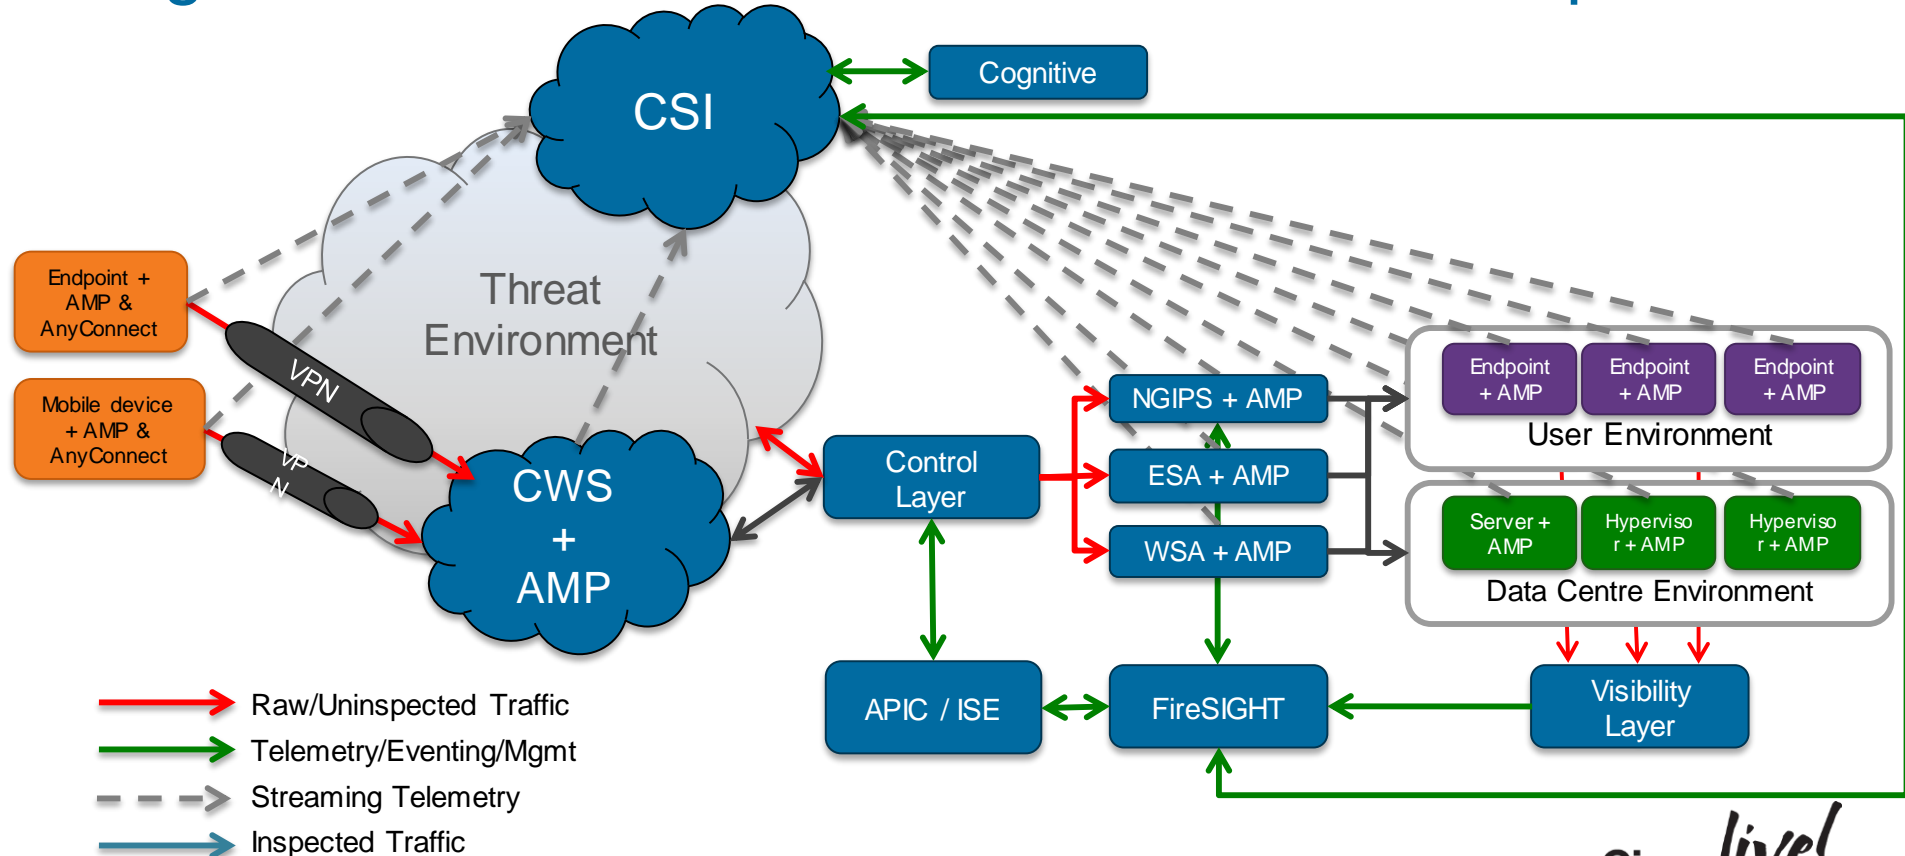 CSI
Cognitive
Threat
Environment
Endpoint +
AMP &
AnyConnect
VPN
Mobile device
+ AMP &
AnyConnect
VP
N
CWS
+
AMP
Control
Layer
NGIPS + AMP
ESA + AMP
WSA + AMP
Endpoint
+ AMP
Endpoint
+ AMP
Endpoint
+ AMP
User Environment
Server +
AMP
Hyperviso
r + AMP
Hyperviso
r + AMP
Data Centre Environment
APIC / ISE
FireSIGHT
Visibility
Layer
Raw/Uninspected Traffic
Telemetry/Eventing/Mgmt
Streaming Telemetry
Inspected Traffic
live!